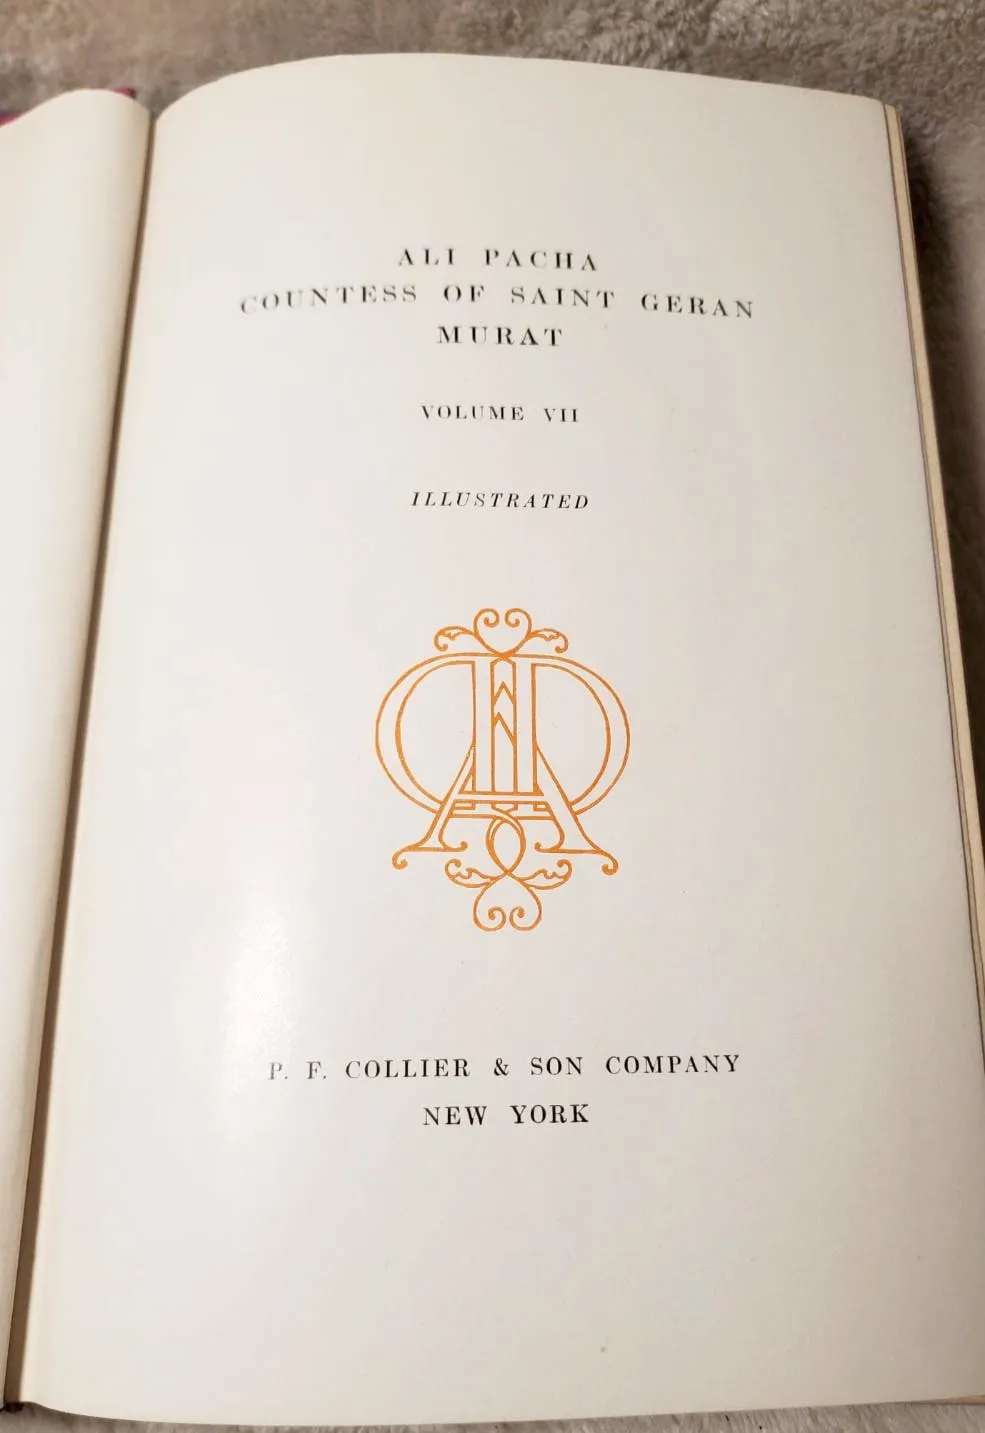 ALI PACHA
COUNTESS OF SAINT GERAN
MURAT
VOLUME VII
ILLUSTRATED
P. F. COLLIER & SON COMPANY
NEW YORK